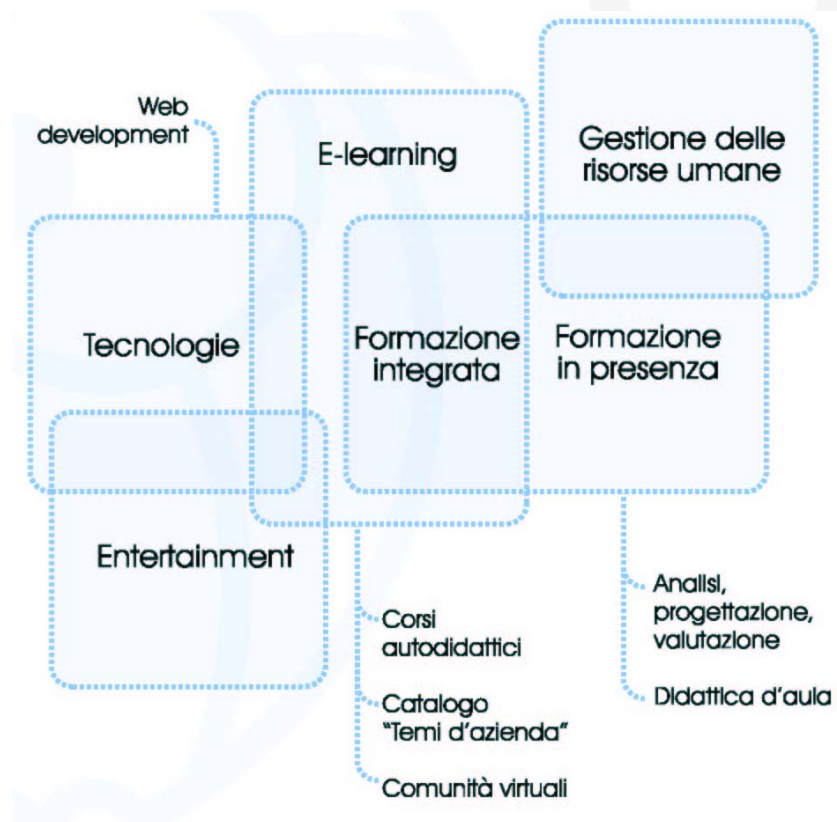 Web
development
E-learning
Gestione delle
risorse umane
Tecnologie
Formazione
integrata
Formazione
in presenza
Entertainment
Corsi
autodidattici
Catalogo
“Temi d’azienda”
Comunità virtuali
Analisi,
progettazione,
valutazione
Didattica d’aula